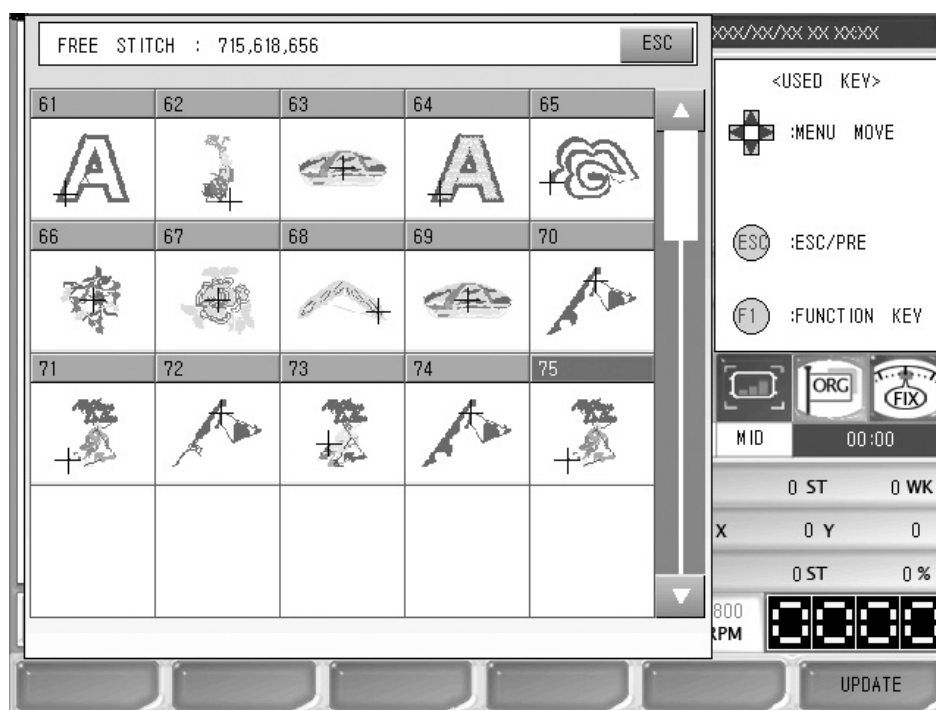 FREE STITCH : 715,618,656
ESC
61 62 63 64 65
66 67 68 69 70
71 72 73 74 75
XXX/XX/XX XX XX:XX
<USED KEY>
:MENU MOVE
ESC :ESC/PRE
F1 :FUNCTION KEY
ORG
FIX
MID 00:00
0 ST 0 WK
X 0 Y 0
0 ST 0 %
800
RPM
UPDATE